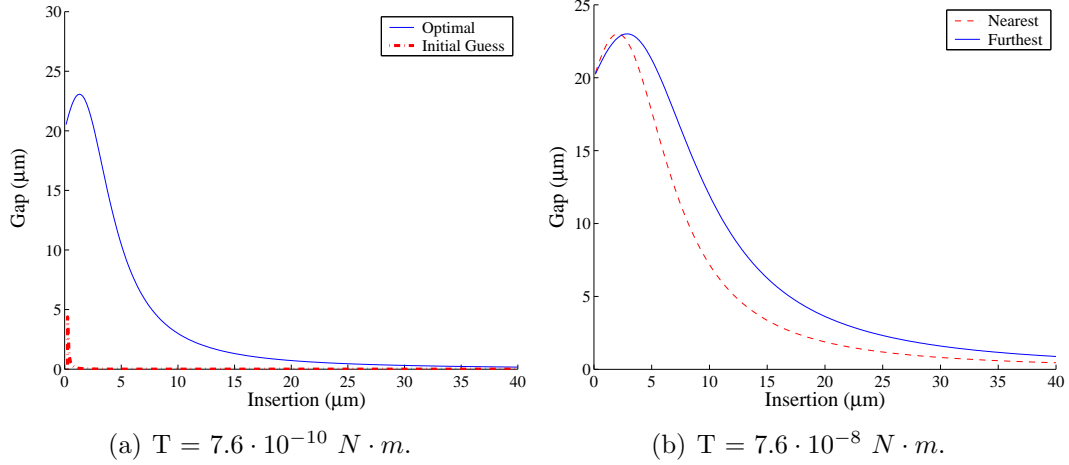 30
25
20
15
10
5
0
0 5 10 15 20 25 30 35 40
Gap (μm)
Insertion (μm)
Optimal
Initial Guess
(a) T = 7.6 · 10⁻¹⁰ N · m.
25
20
15
10
5
0
0 5 10 15 20 25 30 35 40
Gap (μm)
Insertion (μm)
Nearest
Furthest
(b) T = 7.6 · 10⁻⁸ N · m.